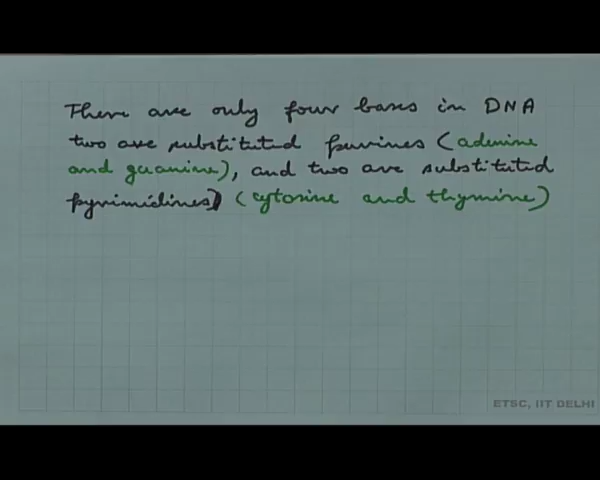 There are only four bases in DNA
two are substituted purines (adenine
and guanine), and two are substituted
pyrimidines) (cytosine and thymine)
ETSC, IIT DELHI